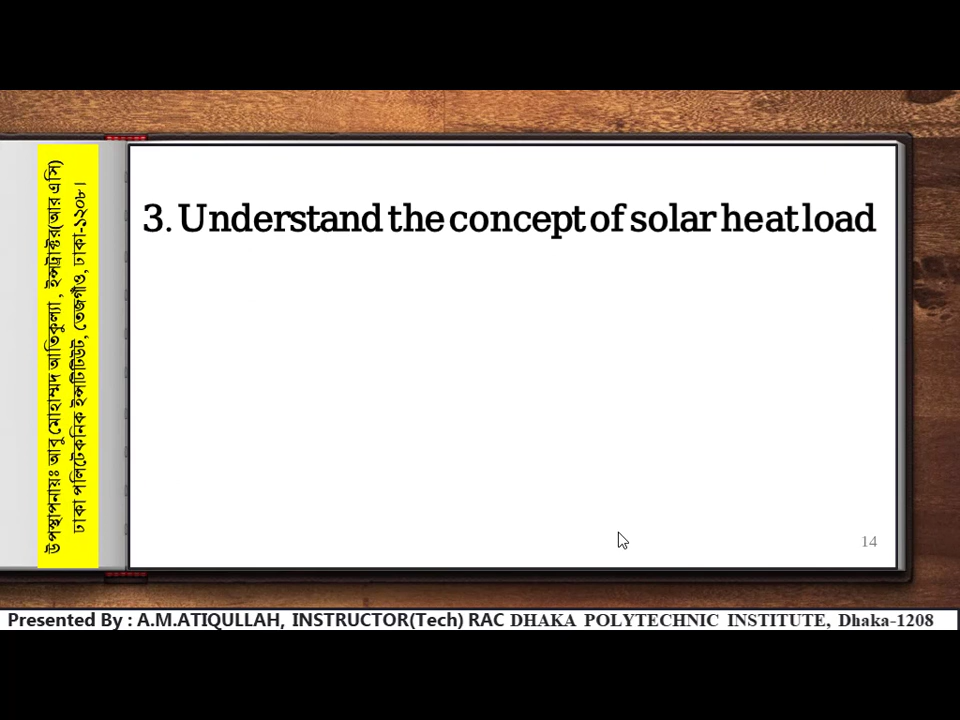 উপস্থাপনায়ঃ আবু মোহাম্মদ আতিকুল্যা , ইন্সট্রাক্টর(আর এসি)
ঢাকা পলিটেকনিক ইন্সটিটিউট, তেজগাঁও, ঢাকা-১২০৮।
3. Understand the concept of solar heat load
14
Presented By : A.M.ATIQULLAH, INSTRUCTOR(Tech) RAC DHAKA POLYTECHNIC INSTITUTE, Dhaka-1208